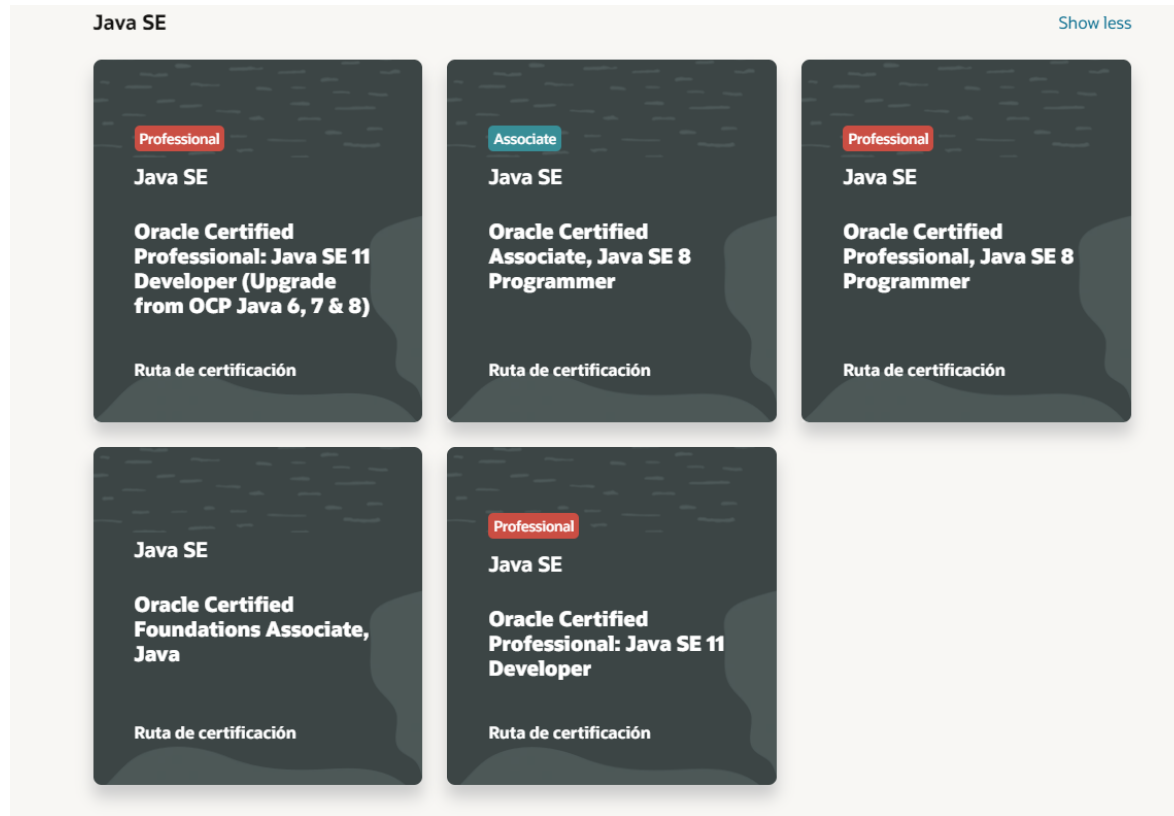 Java SE
Show less
Professional
Java SE
Oracle Certified
Professional: Java SE 11
Developer (Upgrade
from OCP Java 6, 7 & 8)
Ruta de certificación
Associate
Java SE
Oracle Certified
Associate, Java SE 8
Programmer
Ruta de certificación
Professional
Java SE
Oracle Certified
Professional, Java SE 8
Programmer
Ruta de certificación
Java SE
Oracle Certified
Foundations Associate,
Java
Ruta de certificación
Professional
Java SE
Oracle Certified
Professional: Java SE 11
Developer
Ruta de certificación